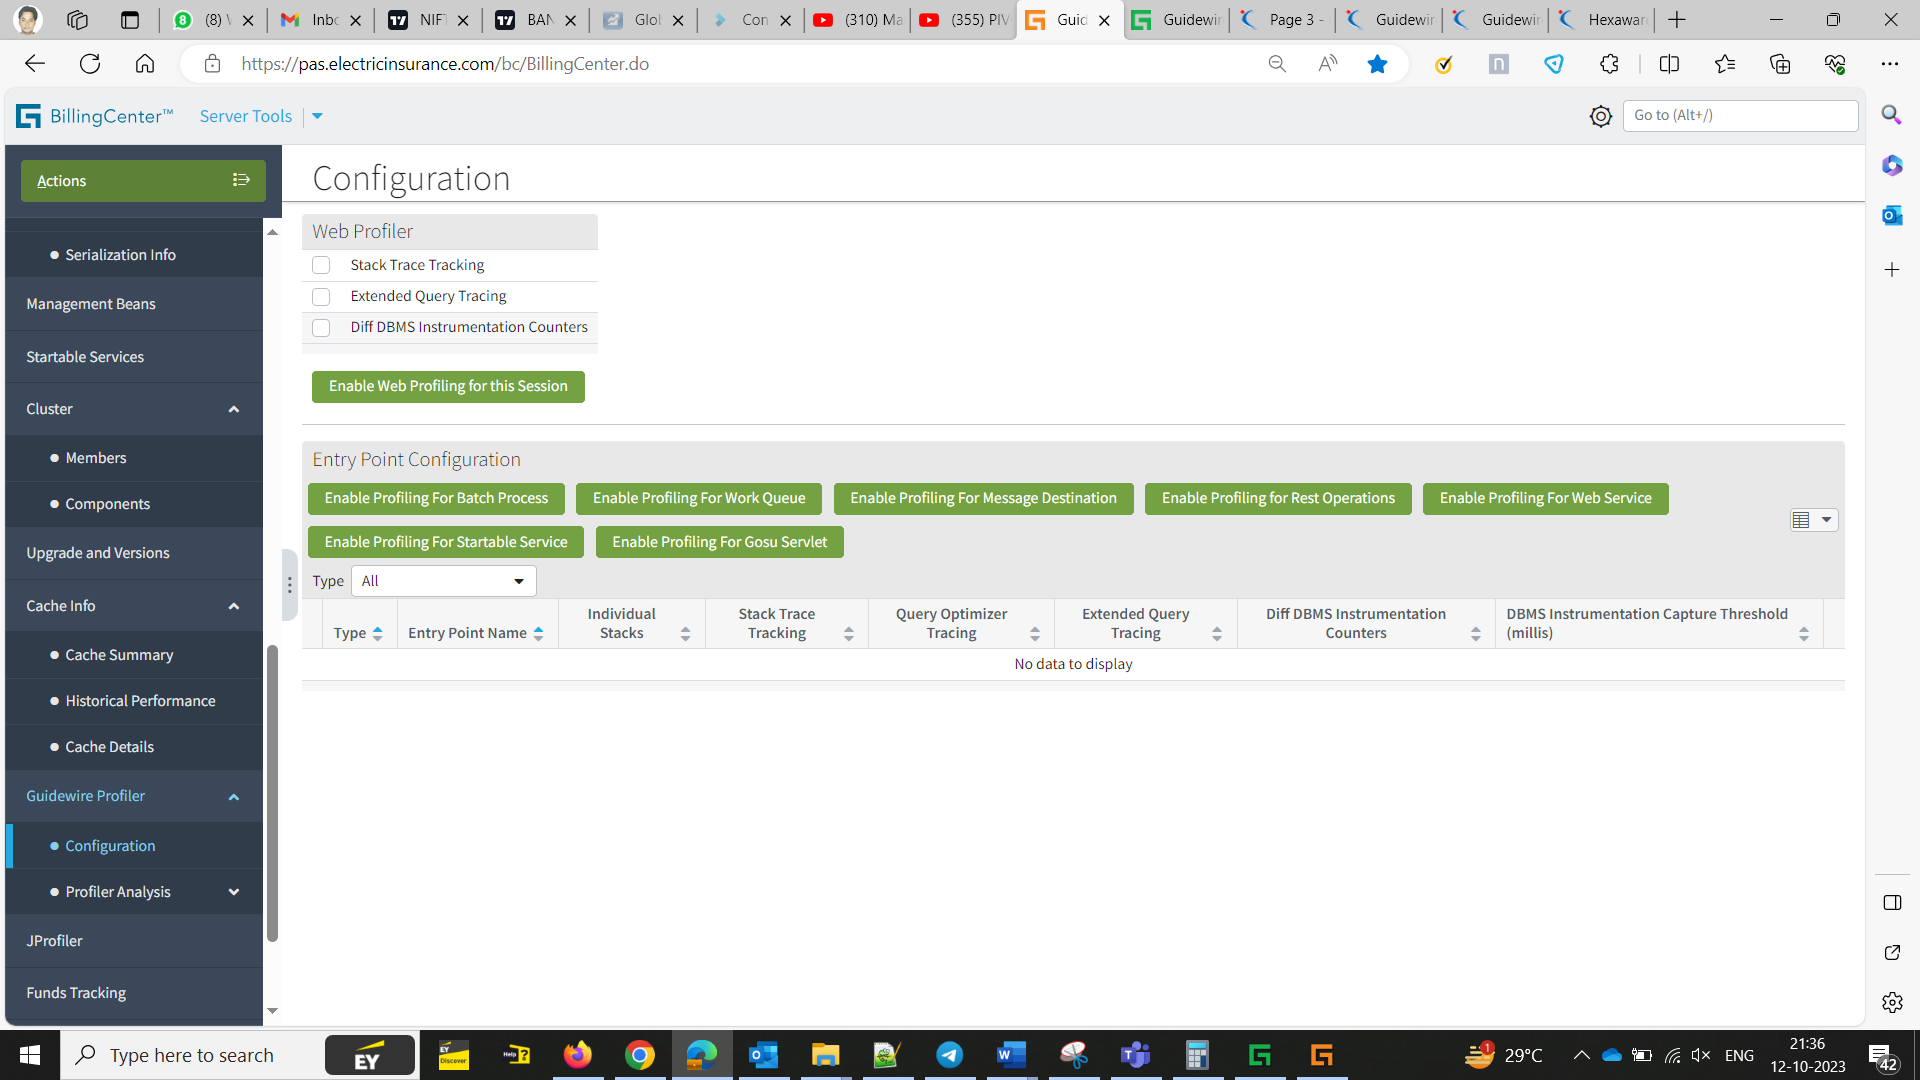 (8) W
Inbo
NIFT
BAN
Glob
Con
(310) Ma
(355) PIV
Guid
Guidewir
Page 3 -
Guidewir
Guidewir
Hexawar
https://pas.electricinsurance.com/bc/BillingCenter.do
BillingCenter™ Server Tools
Go to (Alt+/)
Actions
Serialization Info
Management Beans
Startable Services
Cluster
Members
Components
Upgrade and Versions
Cache Info
Cache Summary
Historical Performance
Cache Details
Guidewire Profiler
Configuration
Profiler Analysis
JProfiler
Funds Tracking
Configuration
Web Profiler
Stack Trace Tracking
Extended Query Tracing
Diff DBMS Instrumentation Counters
Enable Web Profiling for this Session
Entry Point Configuration
Enable Profiling For Batch Process Enable Profiling For Work Queue Enable Profiling For Message Destination Enable Profiling for Rest Operations Enable Profiling For Web Service
Enable Profiling For Startable Service Enable Profiling For Gosu Servlet
Type All
Type
Entry Point Name
Individual
Stacks
Stack Trace
Tracking
Query Optimizer
Tracing
Extended Query
Tracing
Diff DBMS Instrumentation
Counters
DBMS Instrumentation Capture Threshold
(millis)
No data to display
Type here to search
EY
EY
Discover
Help ?
1
29°C
ENG
21:36
12-10-2023
42